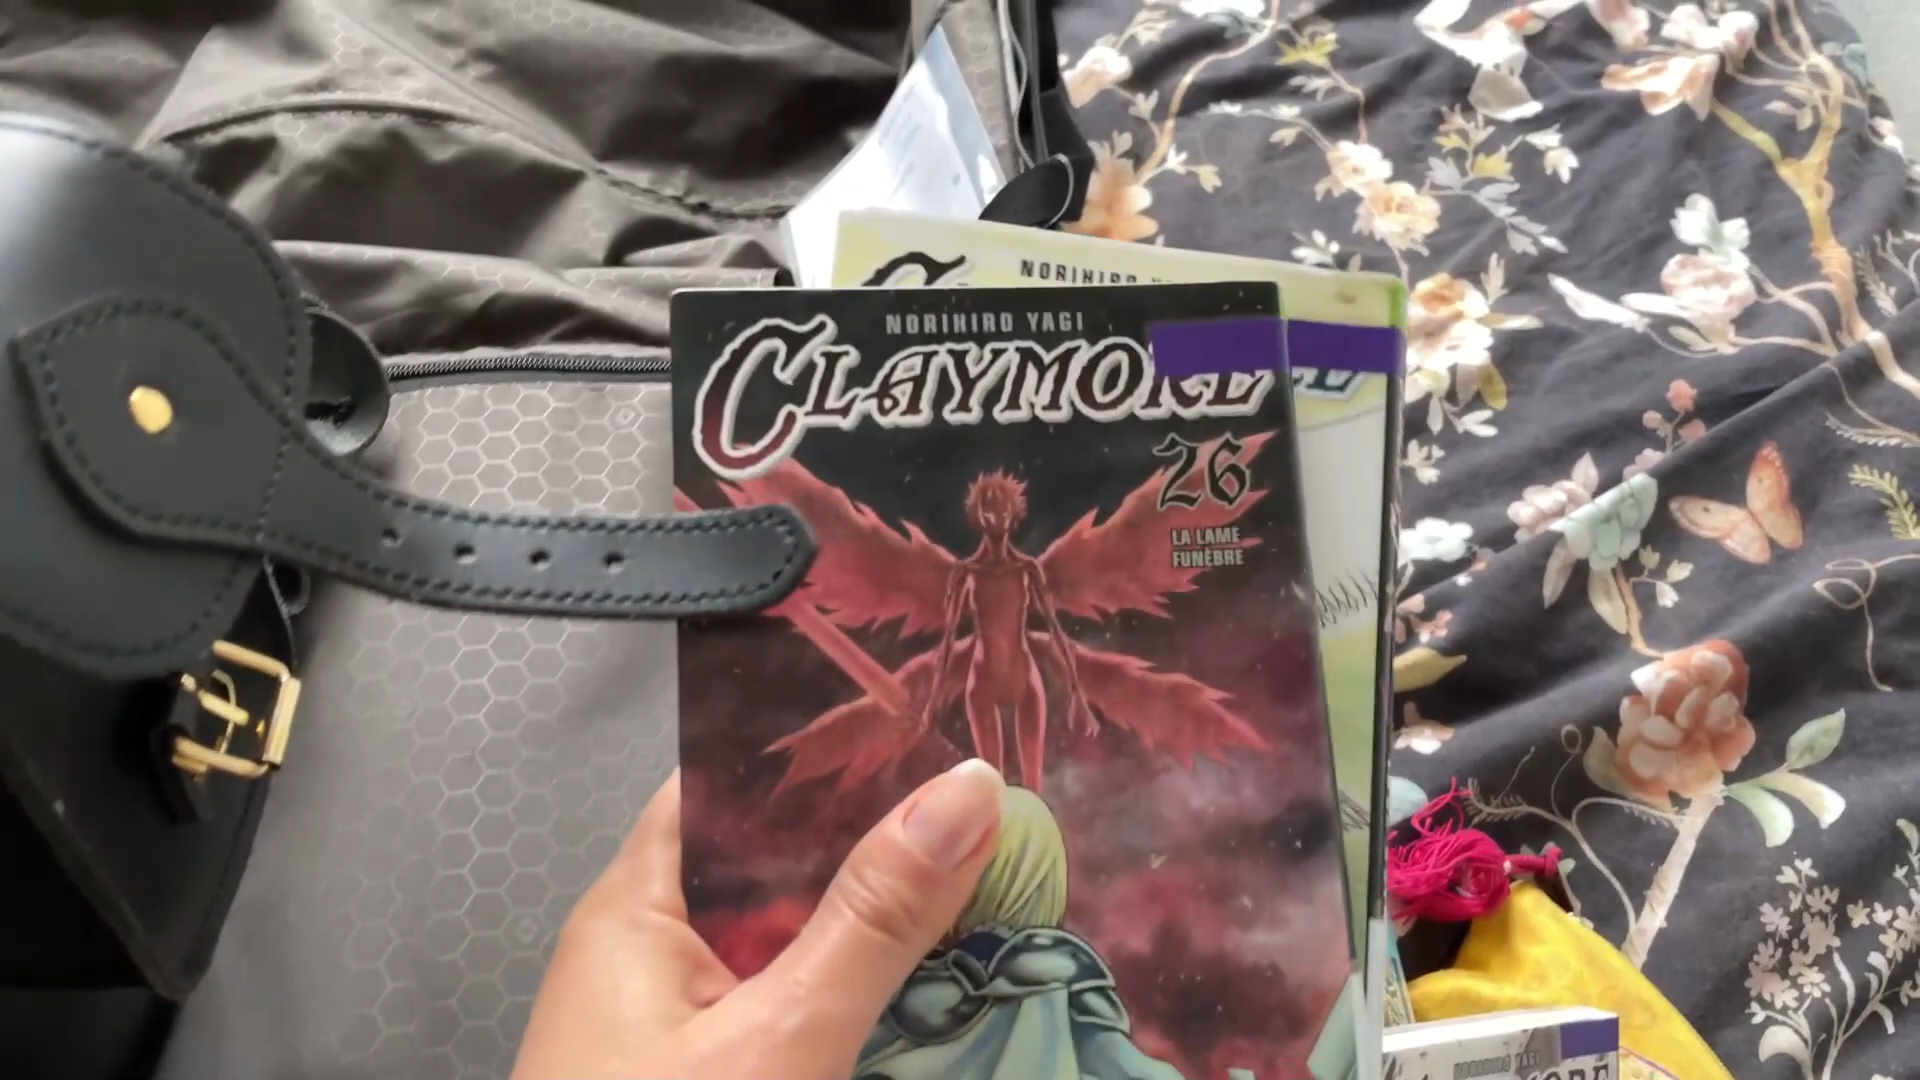 NORIHIRO
NORIHIRO YAGI
CLAYMORE
26
LA LAME
FUNÈBRE
NORIHIRO YAGI